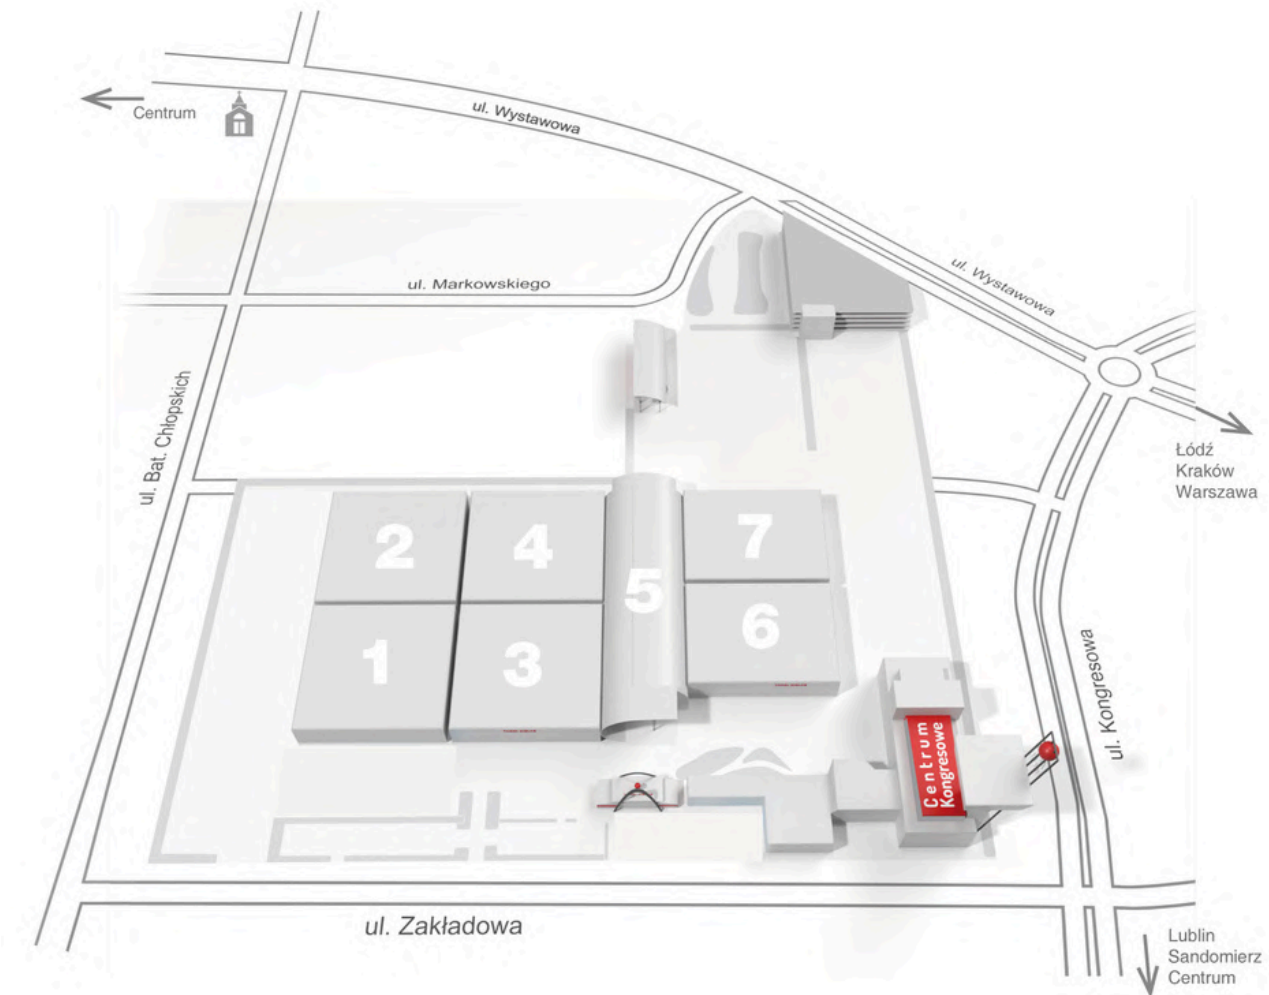 Centrum
ul. Wystawowa
ul. Wystawowa
ul. Markowskiego
ul. Bat. Chłopskich
Łódź
Kraków
Warszawa
2
4
5
7
1
3
6
ul. Kongresowa
Centrum
Kongresowe
ul. Zakładowa
Lublin
Sandomierz
Centrum